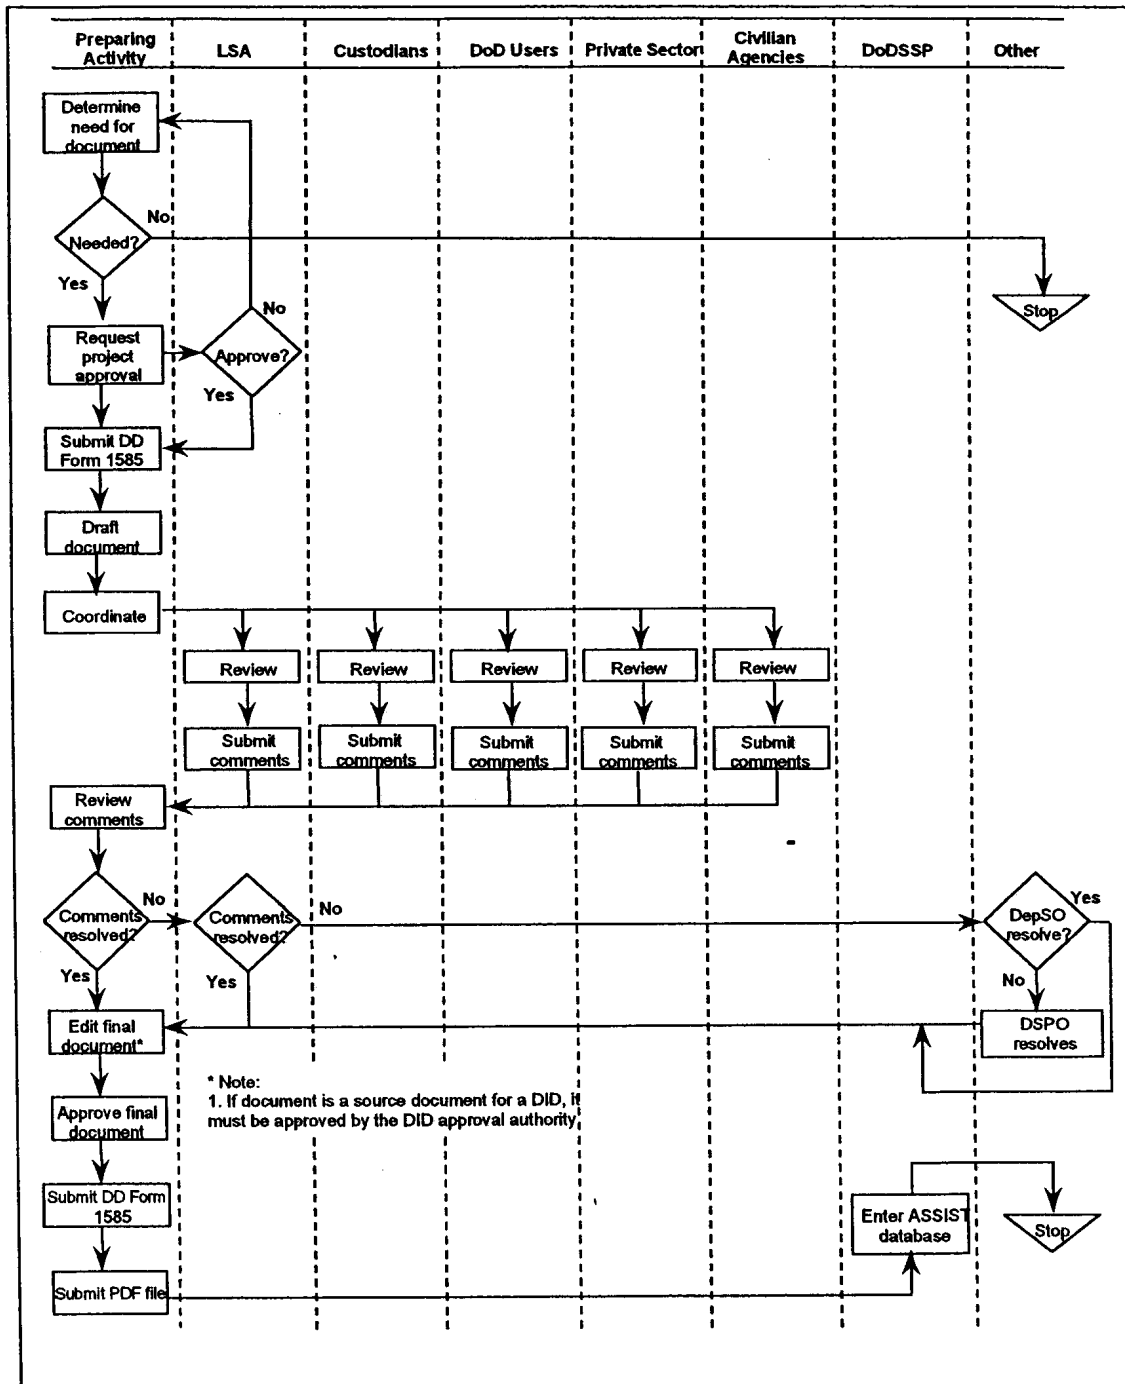 Preparing
Activity
LSA
Custodians
DoD Users
Private Sector
Civilian
Agencies
DoDSSP
Other
Determine
need for
document
No
Needed?
Yes
Stop
No
Request
project
approval
Approve?
Yes
Submit DD
Form 1585
Draft
document
Coordinate
Review
Review
Review
Review
Review
Submit
comments
Submit
comments
Submit
comments
Submit
comments
Submit
comments
Review
comments
Comments
resolved?
No
Comments
resolved?
No
DepSO
resolve?
Yes
Yes
Yes
No
Edit final
document*
DSPO
resolves
* Note:
1. If document is a source document for a DID, it
must be approved by the DID approval authority
Approve final
document
Submit DD Form
1585
Enter ASSIST
database
Stop
Submit PDF file